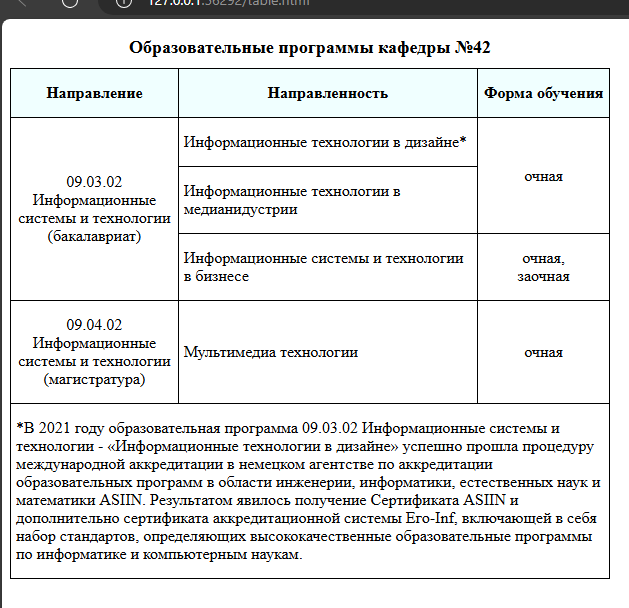 127.0.0.1:56292/table.html
Образовательные программы кафедры №42
Направление
Направленность
Форма обучения
09.03.02
Информационные
системы и технологии
(бакалавриат)
Информационные технологии в дизайне*
очная
Информационные технологии в
медианидустрии
Информационные системы и технологии
в бизнесе
очная,
заочная
09.04.02
Информационные
системы и технологии
(магистратура)
Мультимедиа технологии
очная
*В 2021 году образовательная программа 09.03.02 Информационные системы и
технологии - «Информационные технологии в дизайне» успешно прошла процедуру
международной аккредитации в немецком агентстве по аккредитации
образовательных программ в области инженерии, информатики, естественных наук и
математики ASIIN. Результатом явилось получение Сертификата ASIIN и
дополнительно сертификата аккредитационной системы Ero-Inf, включающей в себя
набор стандартов, определяющих высококачественные образовательные программы
по информатике и компьютерным наукам.